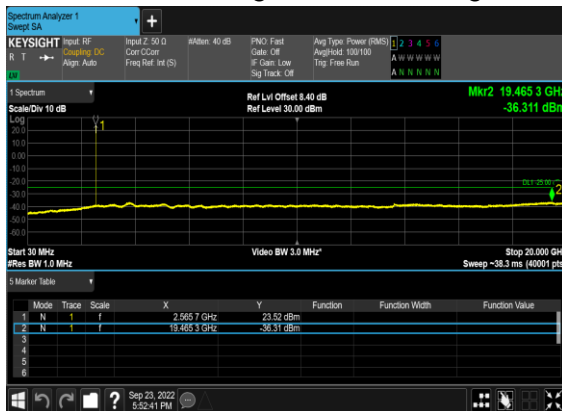 Spectrum Analyzer 1
Swept SA
+
KEYSIGHT Input: RF Input Z: 50 Ω #Atten: 40 dB PNO: Fast Avg Type: Power (RMS) 1 2 3 4 5 6
R T Coupling: DC Corr CCorr Gate: Off Avg|Hold: 100/100 A W W W W W
Align: Auto Freq Ref: Int (S) IF Gain: Low Trig: Free Run
Sig Track: Off A N N N N N
1 Spectrum Ref Lvl Offset 8.40 dB Mkr2 19.465 3 GHz
Scale/Div 10 dB Ref Level 30.00 dBm -36.311 dBm
Log
20.0 1
10.0
0.00
-10.0
-20.0 DL1 -25.00
-30.0 2
-40.0
-50.0
-60.0
Start 30 MHz Video BW 3.0 MHz* Stop 20.000 GH
#Res BW 1.0 MHz Sweep ~38.3 ms (40001 pts
5 Marker Table
Mode Trace Scale X Y Function Function Width Function Value
1 N 1 f 2.565 7 GHz 23.52 dBm
2 N 1 f 19.465 3 GHz -36.31 dBm
3
4
5
6
? Sep 23, 2022
5:52:41 PM